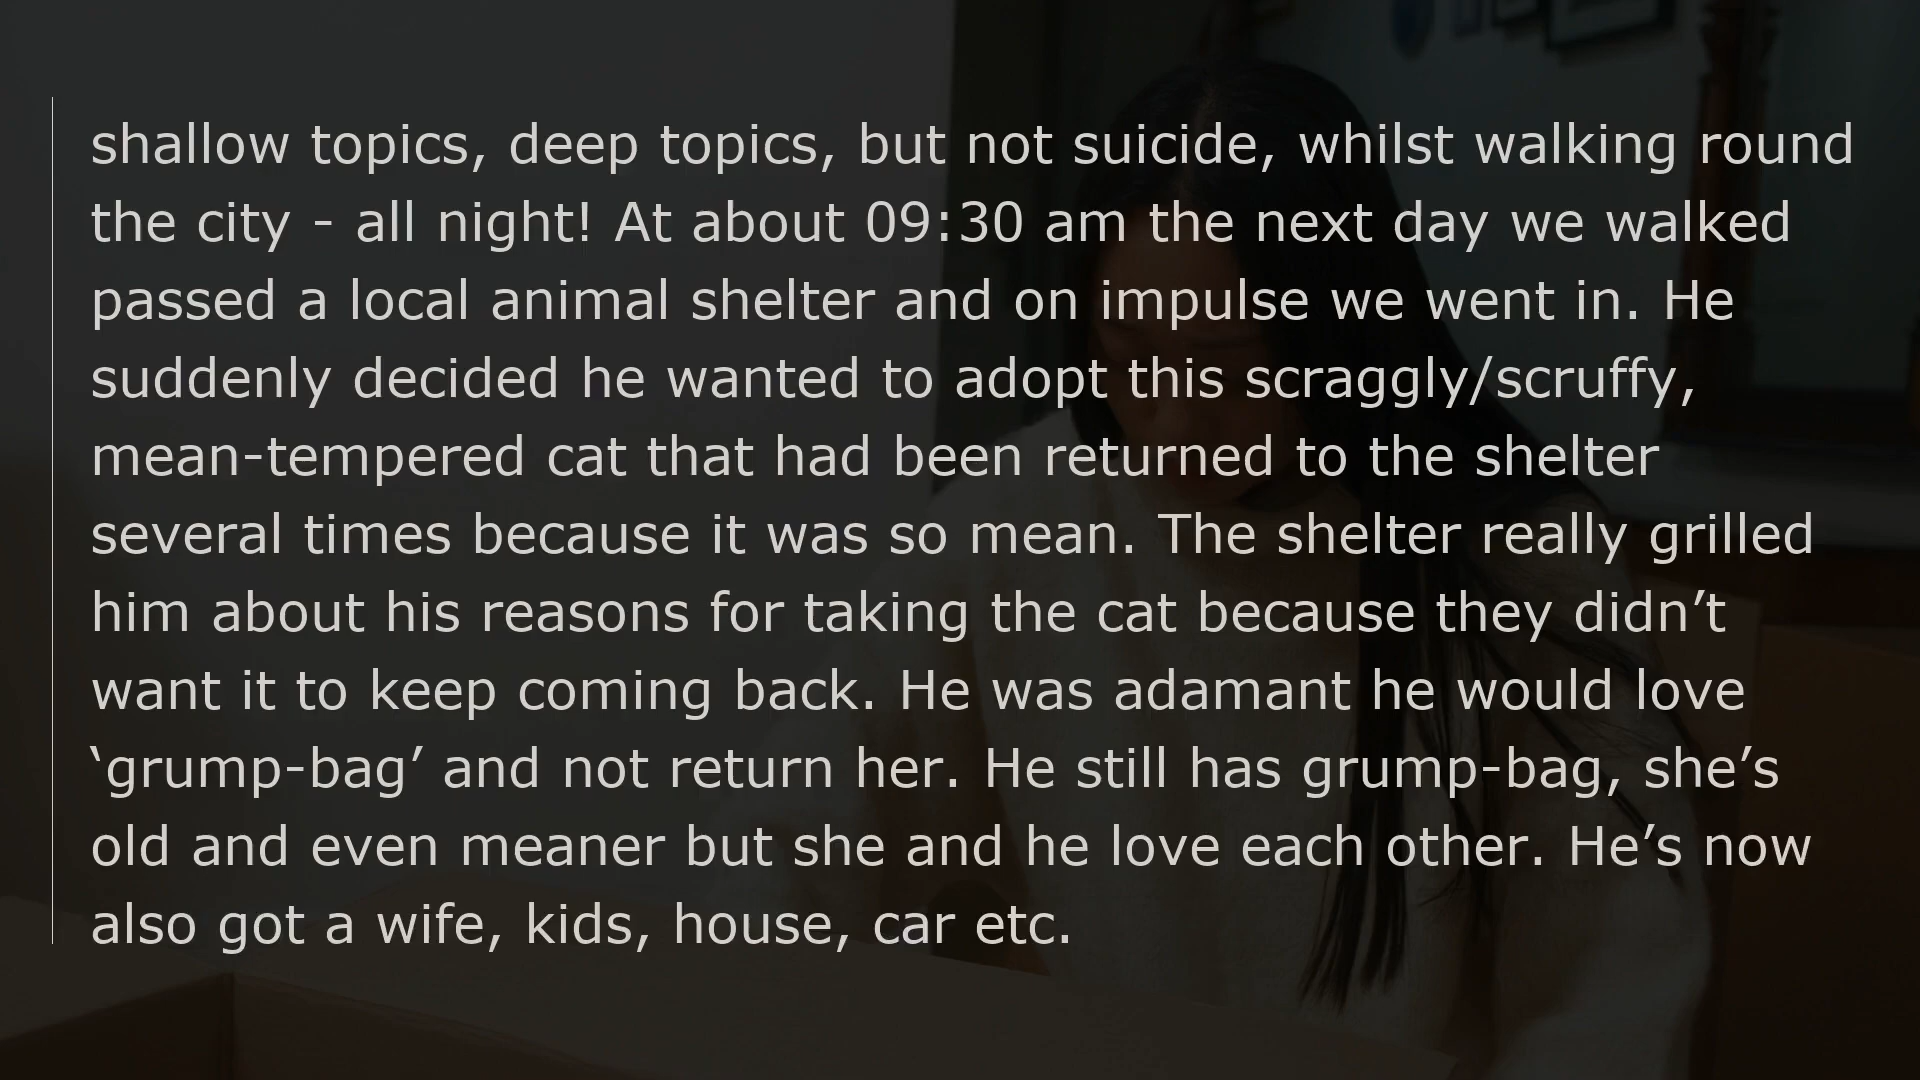 shallow topics, deep topics, but not suicide, whilst walking round
the city - all night! At about 09:30 am the next day we walked
passed a local animal shelter and on impulse we went in. He
suddenly decided he wanted to adopt this scraggly/scruffy,
mean-tempered cat that had been returned to the shelter
several times because it was so mean. The shelter really grilled
him about his reasons for taking the cat because they didn’t
want it to keep coming back. He was adamant he would love
‘grump-bag’ and not return her. He still has grump-bag, she’s
old and even meaner but she and he love each other. He’s now
also got a wife, kids, house, car etc.